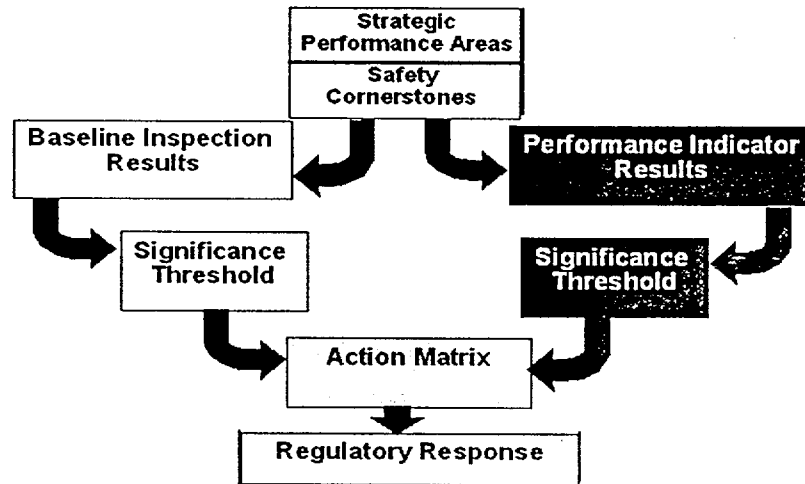 Strategic
Performance Areas
Safety
Cornerstones
Baseline Inspection
Results
Performance Indicator
Results
Significance
Threshold
Significance
Threshold
Action Matrix
Regulatory Response